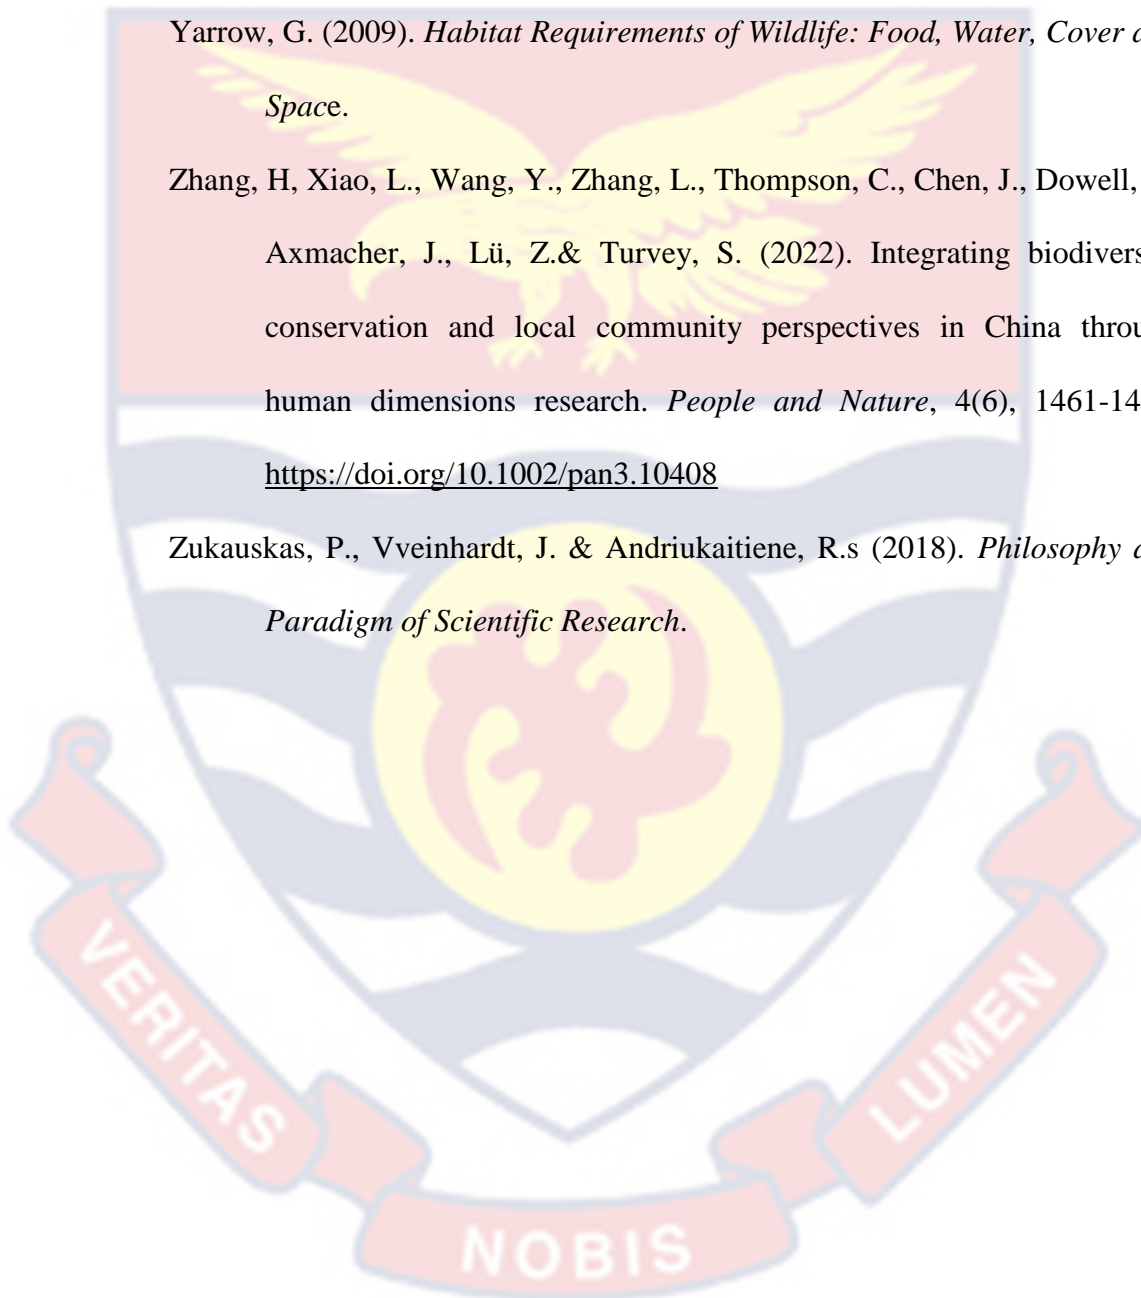 Yarrow, G. (2009). Habitat Requirements of Wildlife: Food, Water, Cover
Space.
Zhang, H, Xiao, L., Wang, Y., Zhang, L., Thompson, C., Chen, J., Dowell,
Axmacher, J., Lü, Z.& Turvey, S. (2022). Integrating
conservation and local community perspectives in China
human dimensions research. People and Nature, 4(6),
https://doi.org/10.1002/pan3.10408
Zukauskas, P., Vveinhardt, J. & Andriukaitiene, R.s (2018). Philosophy
Paradigm of Scientific Research.
VERITAS
NOBIS
LUMEN